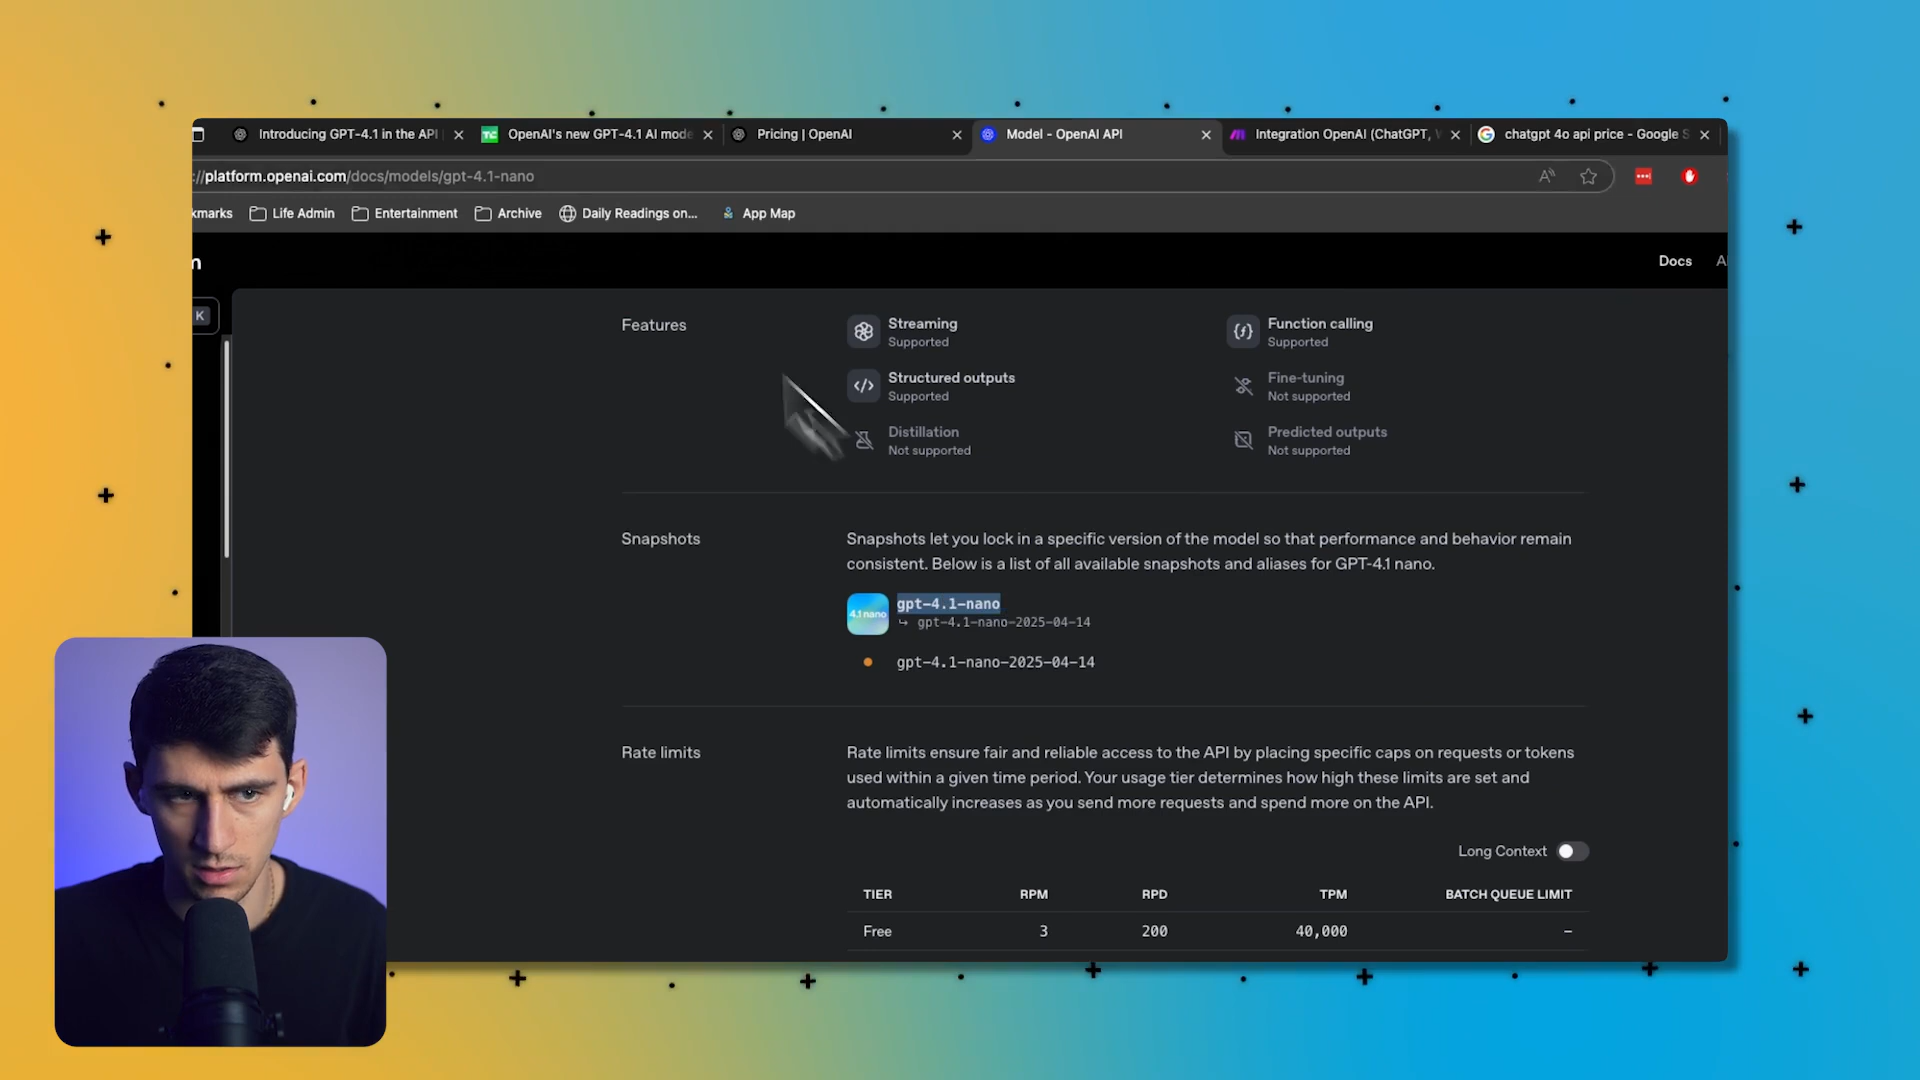 Introducing GPT-4.1 in the API
OpenAI's new GPT-4.1 AI mode
Pricing | OpenAI
Model - OpenAI API
Integration OpenAI (ChatGPT,
chatgpt 4o api price - Google S
://platform.openai.com/docs/models/gpt-4.1-nano
kmarks
Life Admin
Entertainment
Archive
Daily Readings on...
App Map
Docs
K
Features
Streaming
Supported
Function calling
Supported
Structured outputs
Supported
Fine-tuning
Not supported
Distillation
Not supported
Predicted outputs
Not supported
Snapshots
Snapshots let you lock in a specific version of the model so that performance and behavior remain
consistent. Below is a list of all available snapshots and aliases for GPT-4.1 nano.
4.1 nano
gpt-4.1-nano
↪ gpt-4.1-nano-2025-04-14
gpt-4.1-nano-2025-04-14
Rate limits
Rate limits ensure fair and reliable access to the API by placing specific caps on requests or tokens
used within a given time period. Your usage tier determines how high these limits are set and
automatically increases as you send more requests and spend more on the API.
Long Context
TIER RPM RPD TPM BATCH QUEUE LIMIT
Free 3 200 40,000 –